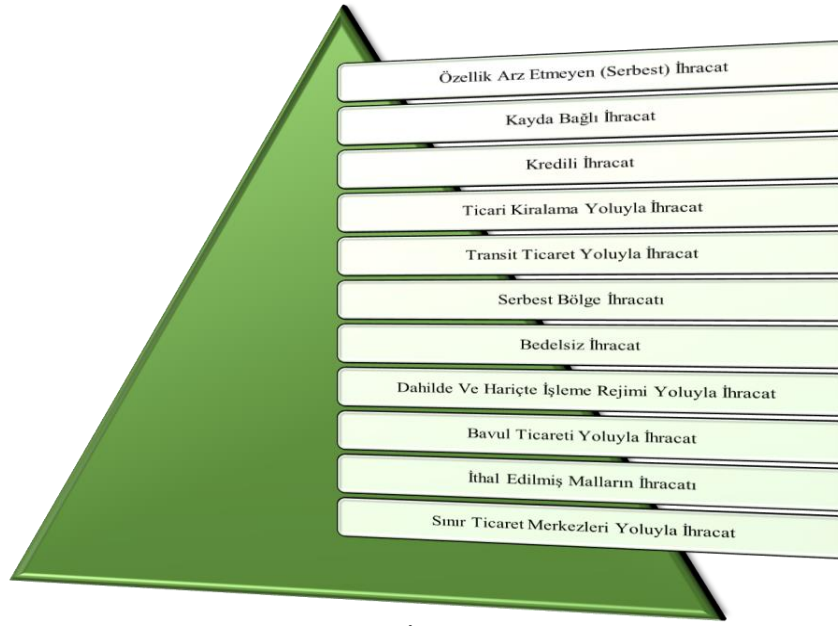 Özellik Arz Etmeyen (Serbest) İhracat
Kayda Bağlı İhracat
Kredili İhracat
Ticari Kiralama Yoluyla İhracat
Transit Ticaret Yoluyla İhracat
Serbest Bölge İhracatı
Bedelsiz İhracat
Dahilde Ve Hariçte İşleme Rejimi Yoluyla İhracat
Bavul Ticareti Yoluyla İhracat
İthal Edilmiş Malların İhracatı
Sınır Ticaret Merkezleri Yoluyla İhracat